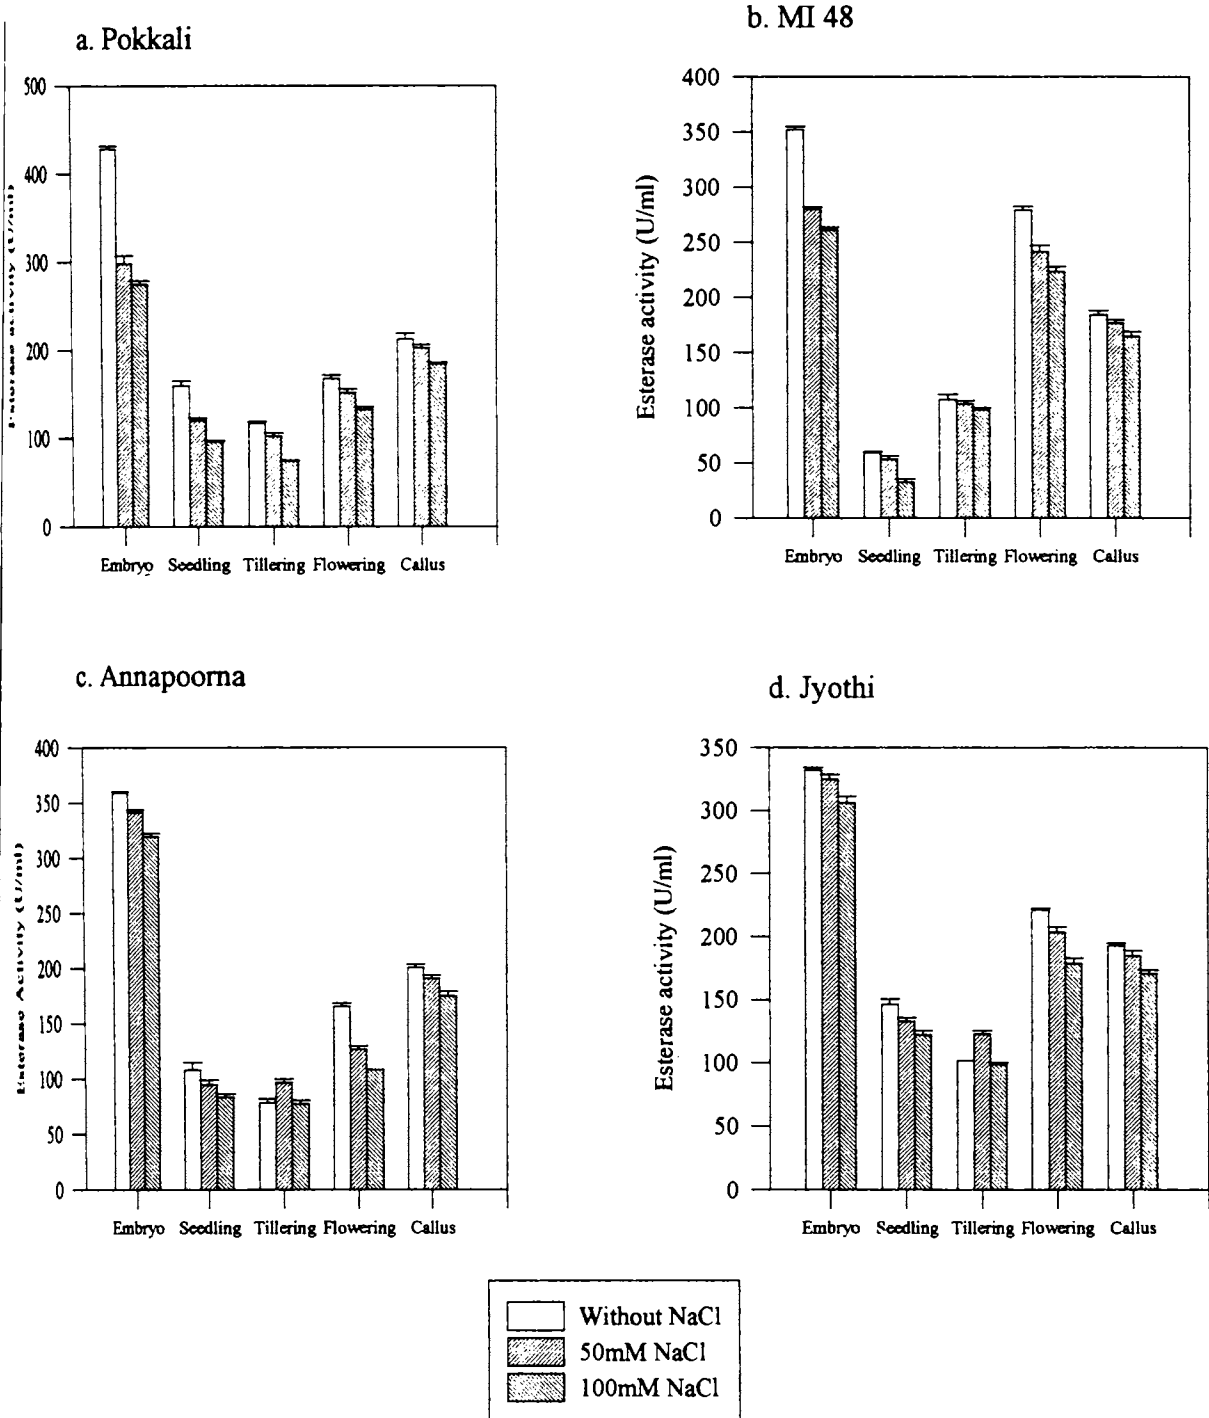 a. Pokkali
500
400
300
200
100
0
Embryo Seedling Tillering Flowering Callus
b. MI 48
Esterase activity (U/ml)
400
350
300
250
200
150
100
50
0
Embryo Seedling Tillering Flowering Callus
c. Annapoorna
Esterase Activity (U/ml)
400
350
300
250
200
150
100
50
0
Embryo Seedling Tillering Flowering Callus
d. Jyothi
Esterase activity (U/ml)
350
300
250
200
150
100
50
0
Embryo Seedling Tillering Flowering Callus
Without NaCl
50mM NaCl
100mM NaCl